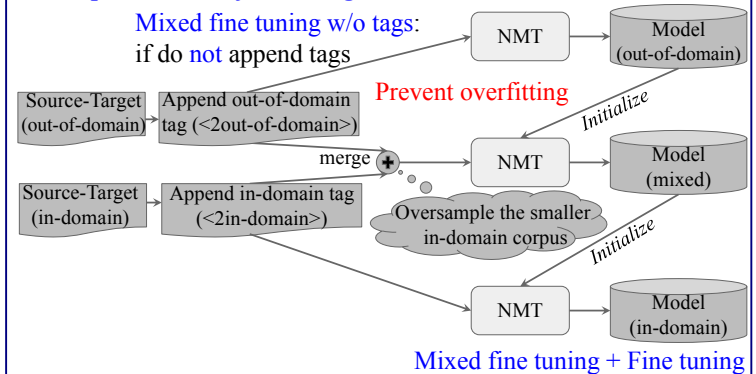 Mixed fine tuning w/o tags:
if do not append tags
NMT
Model
(out-of-domain)
Source-Target
(out-of-domain)
Append out-of-domain
tag (<2out-of-domain>)
Prevent overfitting
Initialize
merge
NMT
Model
(mixed)
Source-Target
(in-domain)
Append in-domain tag
(<2in-domain>)
Oversample the smaller
in-domain corpus
Initialize
NMT
Model
(in-domain)
Mixed fine tuning + Fine tuning